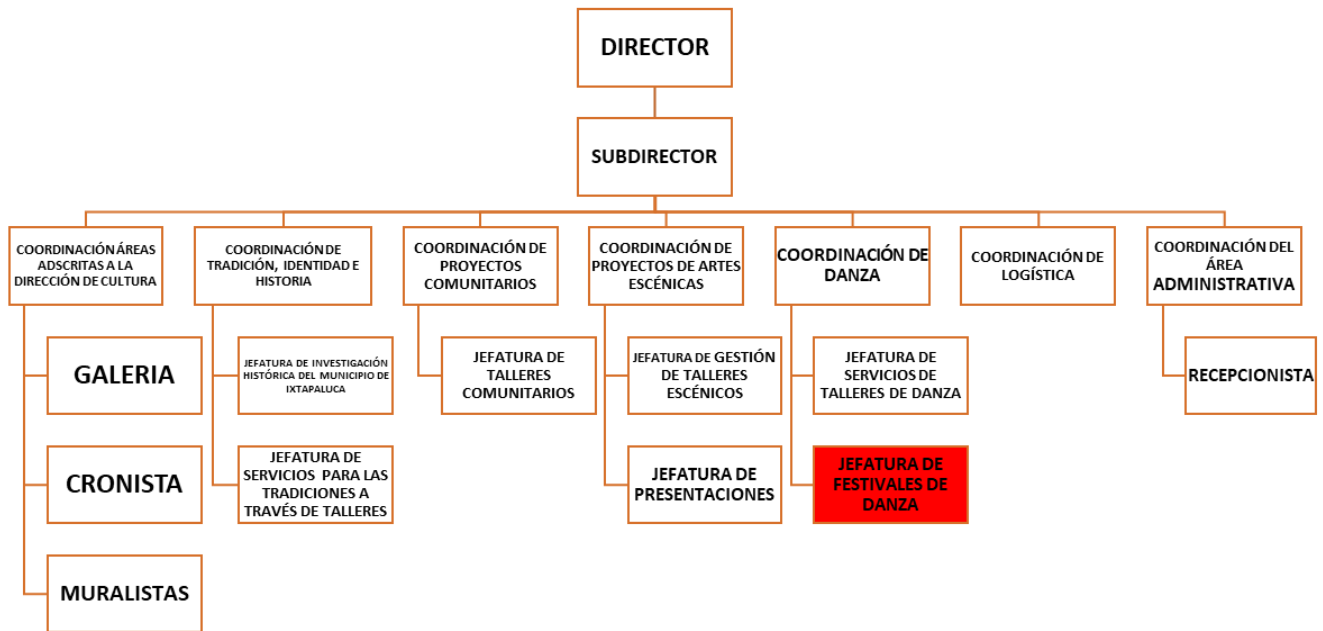 DIRECTOR
SUBDIRECTOR
COORDINACIÓN ÁREAS
ADSCRITAS A LA
DIRECCIÓN DE CULTURA
COORDINACIÓN DE
TRADICIÓN, IDENTIDAD E
HISTORIA
COORDINACIÓN DE
PROYECTOS
COMUNITARIOS
COORDINACIÓN DE
PROYECTOS DE ARTES
ESCÉNICAS
COORDINACIÓN DE
DANZA
COORDINACIÓN DE
LOGÍSTICA
COORDINACIÓN DEL
ÁREA
ADMINISTRATIVA
GALERIA
JEFATURA DE INVESTIGACIÓN
HISTÓRICA DEL MUNICIPIO DE
IXTAPALUCA
JEFATURA DE
TALLERES
COMUNITARIOS
JEFATURA DE GESTIÓN
DE TALLERES
ESCÉNICOS
JEFATURA DE
SERVICIOS DE
TALLERES DE DANZA
RECEPCIONISTA
CRONISTA
JEFATURA DE
SERVICIOS PARA LAS
TRADICIONES A
TRAVÉS DE TALLERES
JEFATURA DE
PRESENTACIONES
JEFATURA DE
FESTIVALES DE
DANZA
MURALISTAS